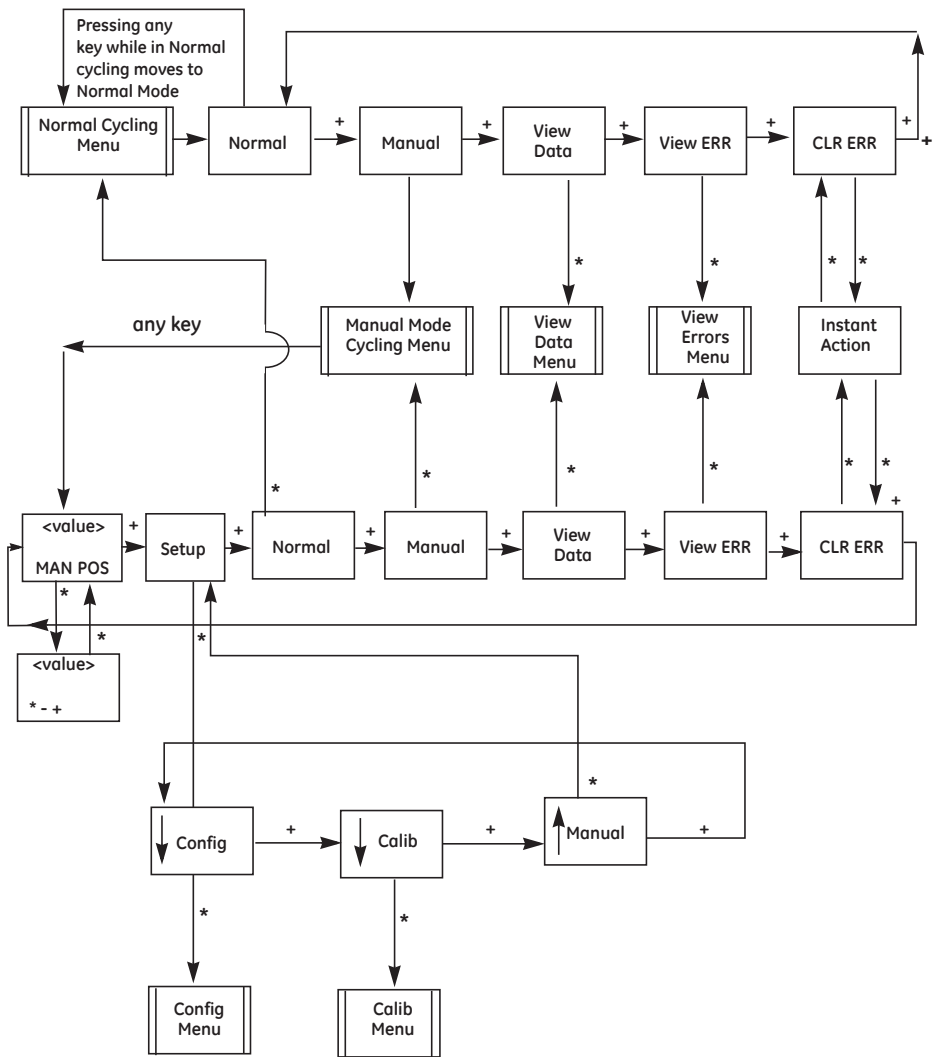 Pressing any
key while in Normal
cycling moves to
Normal Mode
Normal Cycling
Menu
Normal
+
Manual
+
View
Data
+
View ERR
+
CLR ERR
+
+
*
*
*
*
any key
Manual Mode
Cycling Menu
View
Data
Menu
View
Errors
Menu
Instant
Action
*
*
*
*
*
*
<value>
MAN POS
+
Setup
+
Normal
+
Manual
+
View
Data
+
View ERR
+
CLR ERR
+
*
*
*
<value>
* - +
Config
+
Calib
+
Manual
*
+
*
*
Config
Menu
Calib
Menu